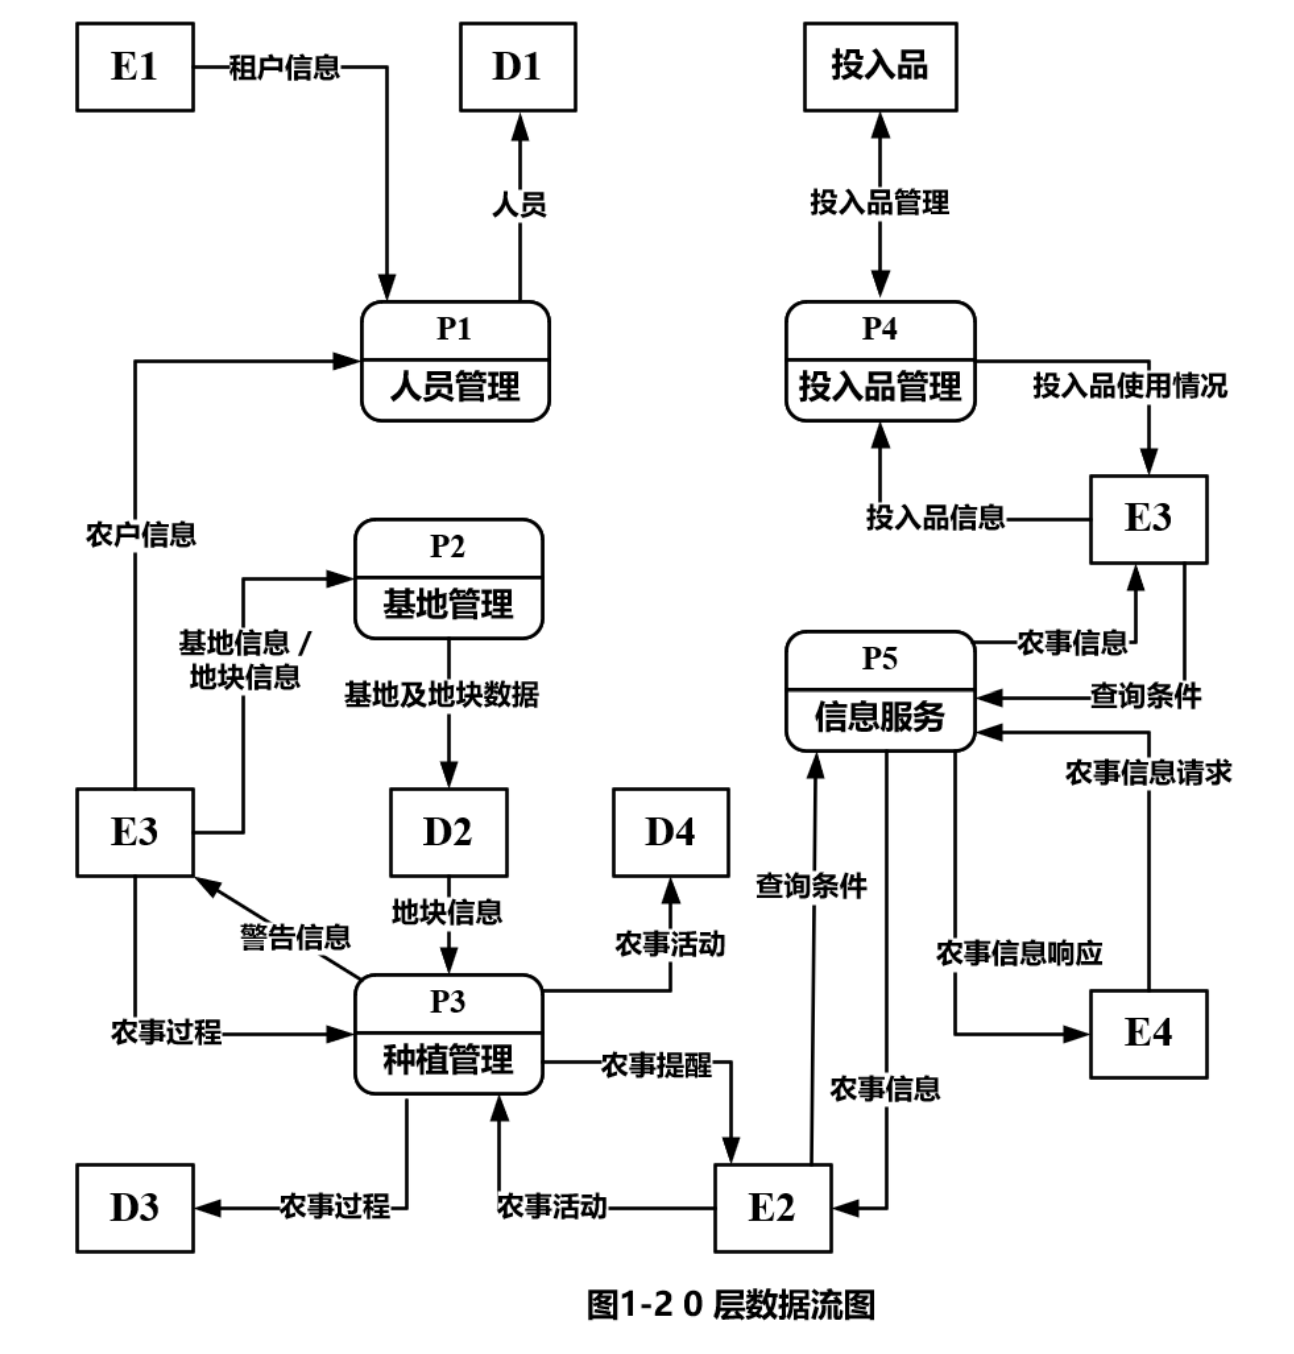 E1
租户信息
D1
投入品
人员
投入品管理
P1
人员管理
P4
投入品管理
投入品使用情况
农户信息
P2
基地管理
投入品信息
E3
基地信息 /
地块信息
基地及地块数据
P5
信息服务
农事信息
查询条件
农事信息请求
E3
D2
D4
地块信息
警告信息
农事活动
查询条件
农事信息响应
农事过程
P3
种植管理
农事提醒
农事信息
E4
D3
农事过程
农事活动
E2
图1-2 0 层数据流图